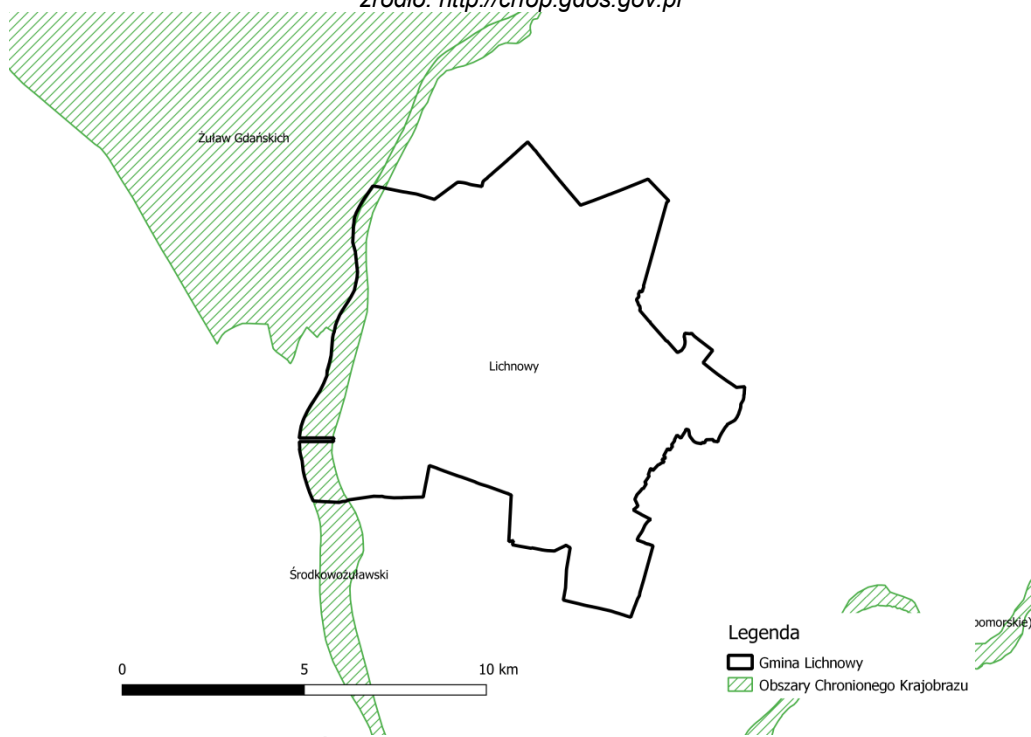 źródło: http://crfop.gdos.gov.pl
Żuław Gdańskich
Lichnowy
Środkowożuławski
pomorskie)
Legenda
Gmina Lichnowy
Obszary Chronionego Krajobrazu
0 5 10 km